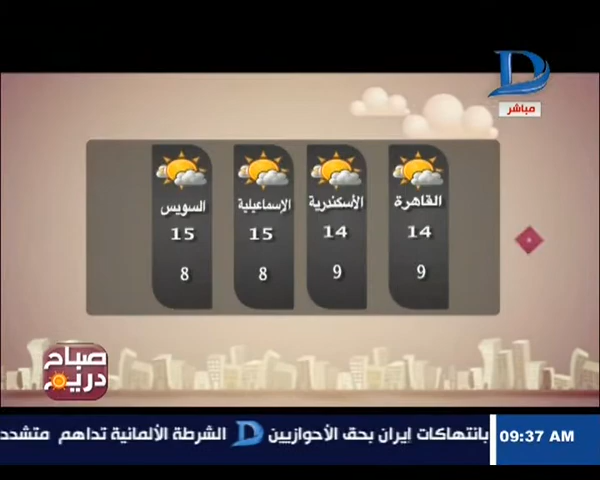 مباشر
القاهرة
14
9
الأسكندرية
14
9
الإسماعيلية
15
8
السويس
15
8
صباح
دريم
بانتهاكات إيران بحق الأحوازيين الشرطة الألمانية تداهم متشدد
09:37 AM